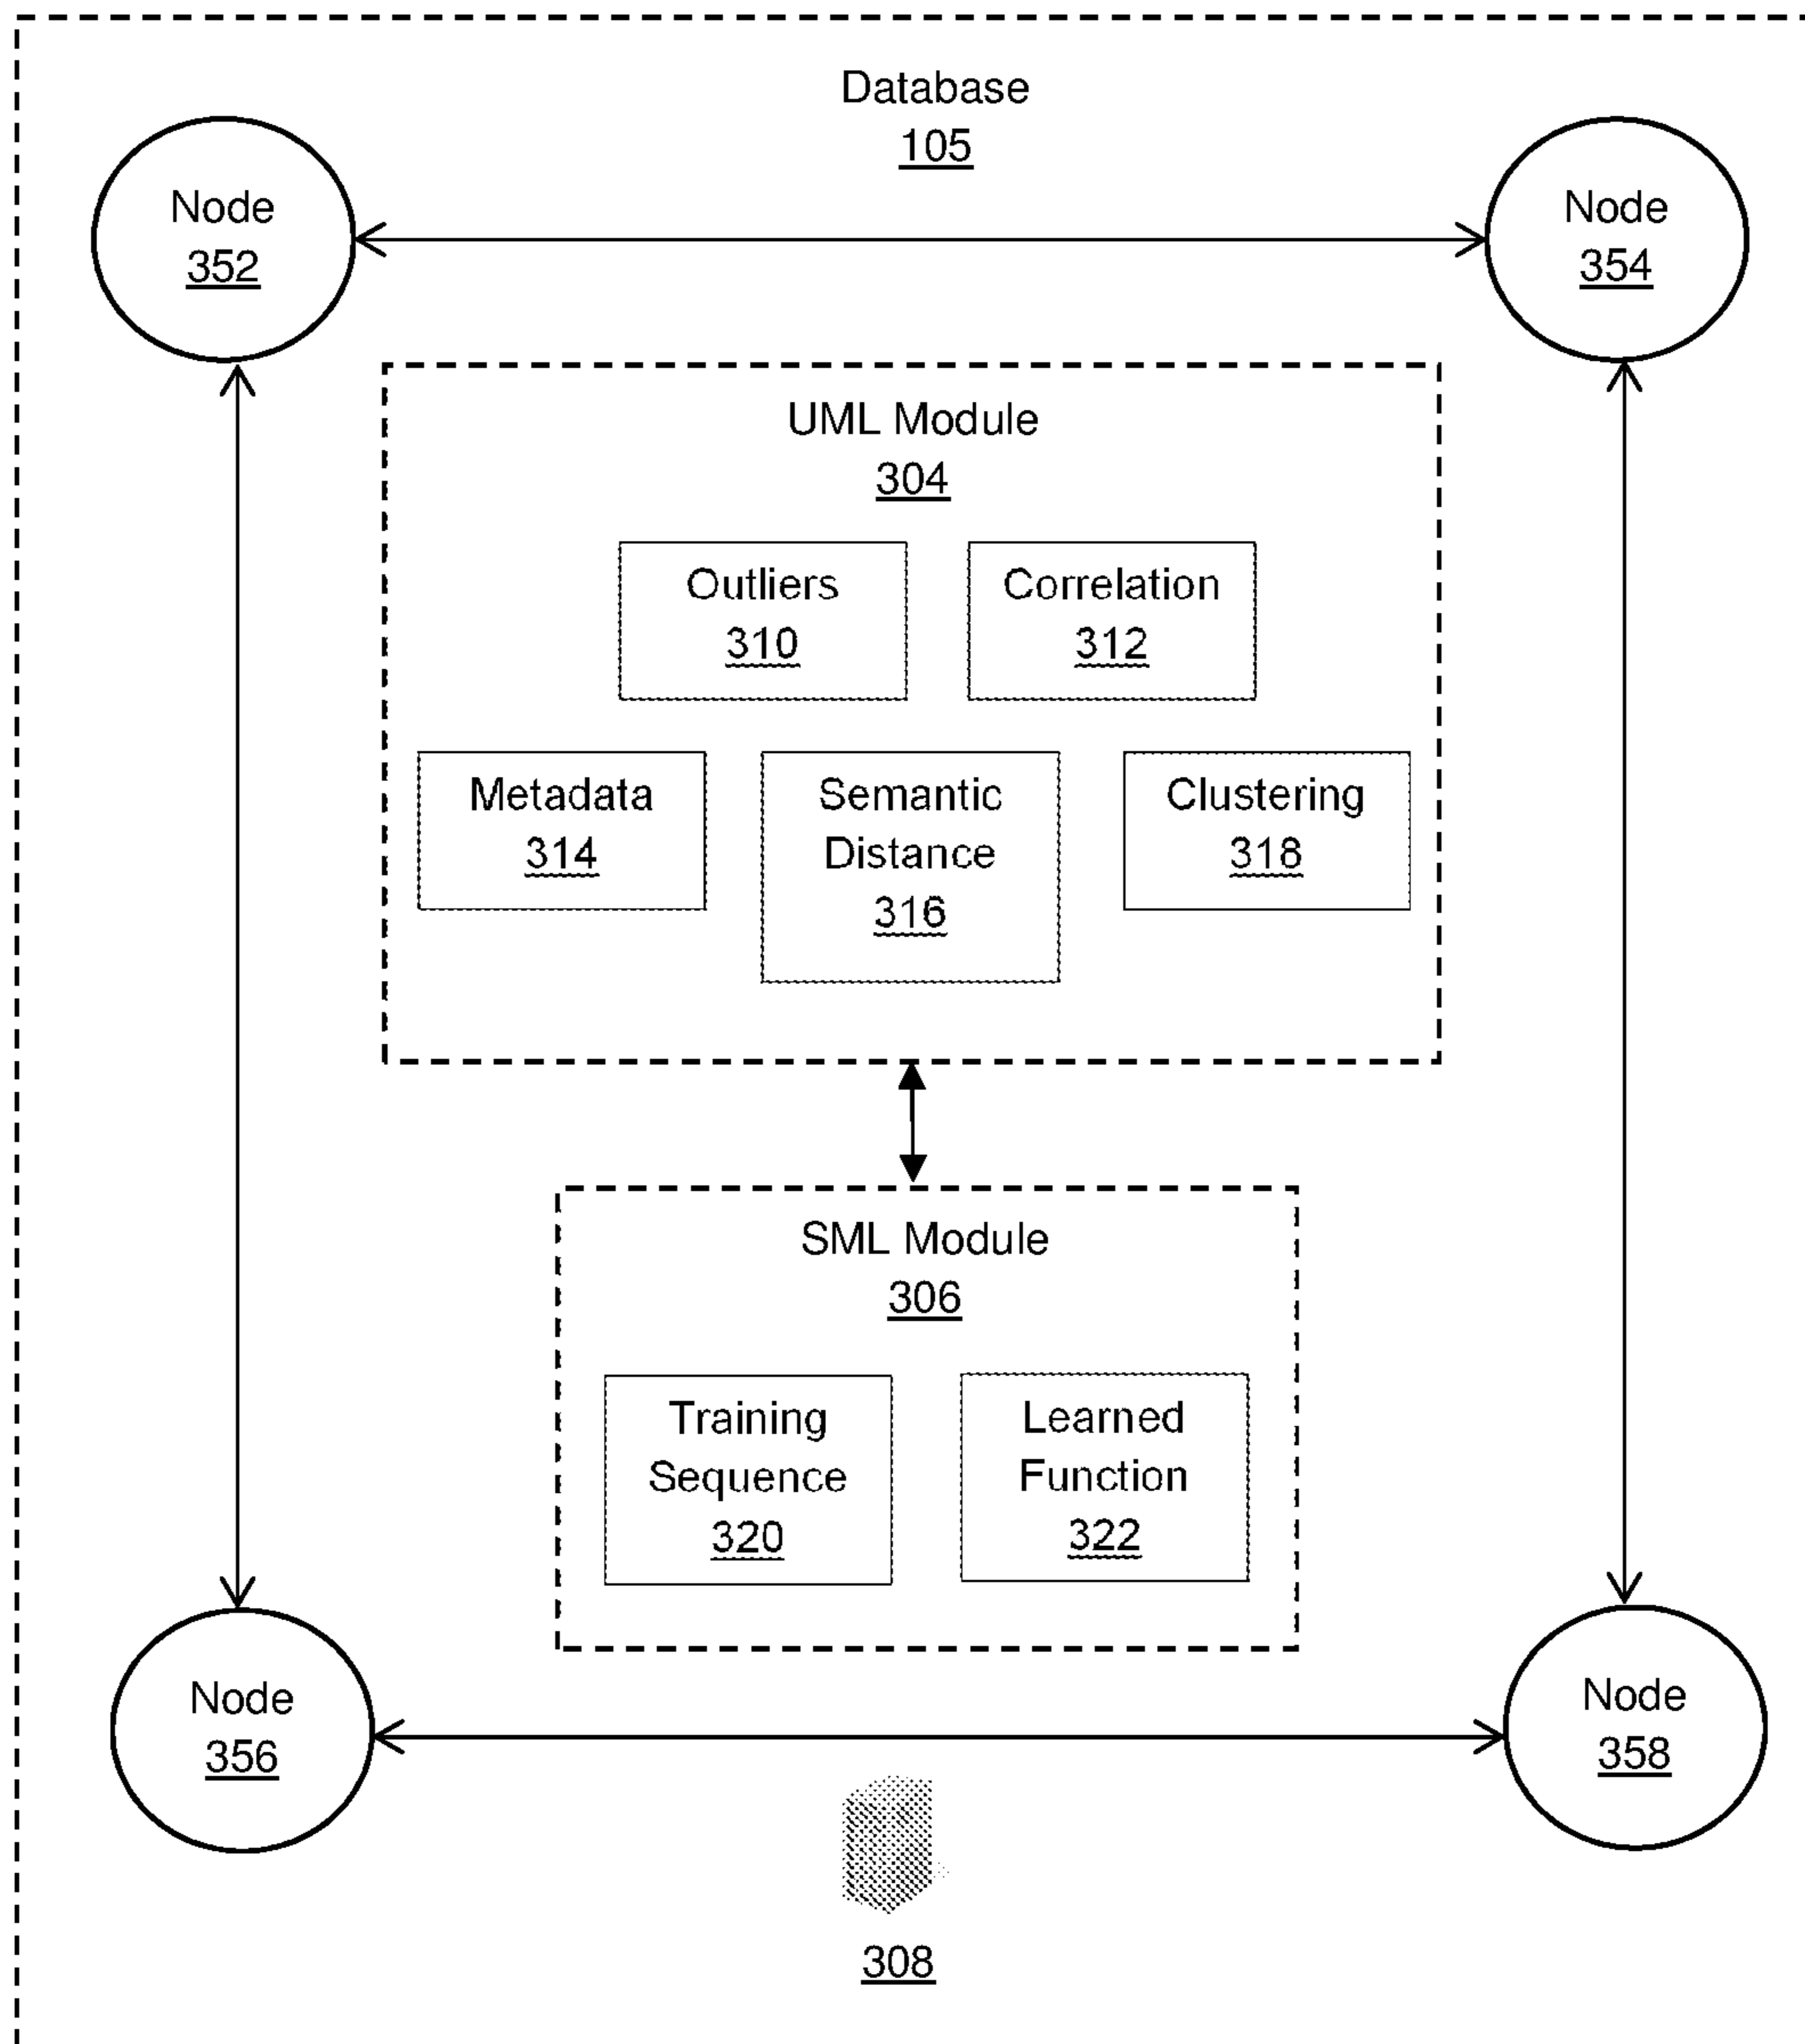 Database
105
Node
352
Node
354
UML Module
304
Outliers
310
Correlation
312
Metadata
314
Semantic
Distance
316
Clustering
318
SML Module
306
Training
Sequence
320
Learned
Function
322
Node
356
Node
358
308